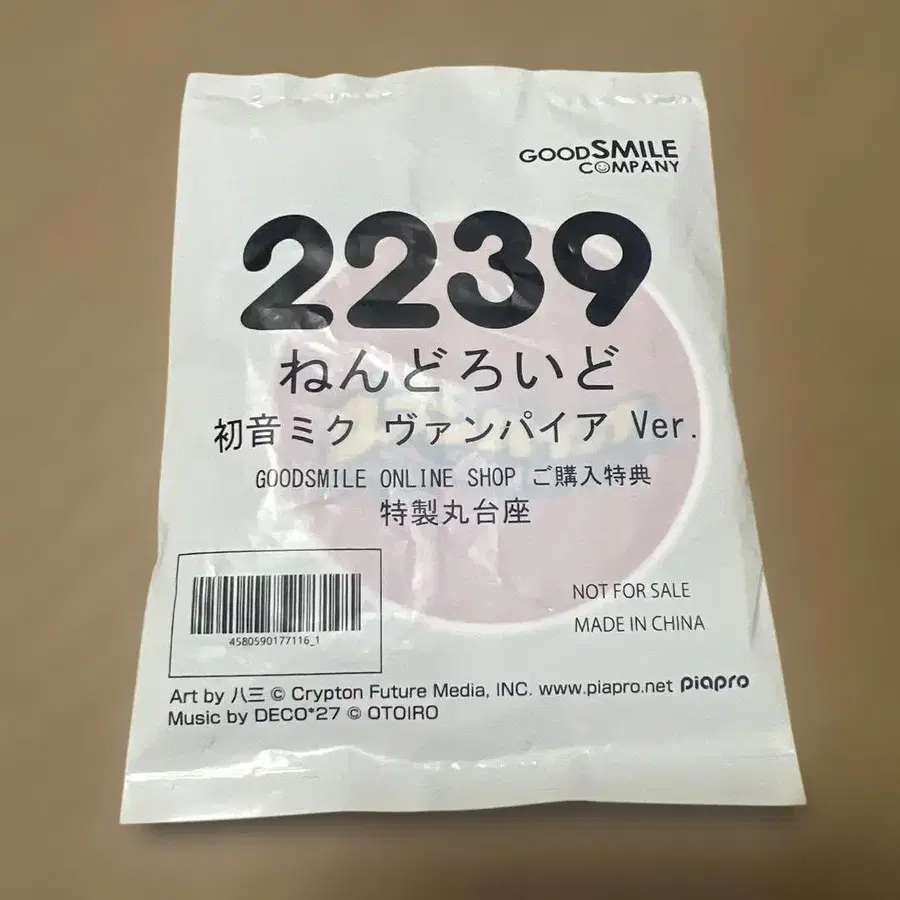 GOODSMILE
COMPANY
2239
ねんどろいど
初音ミク ヴァンパイア Ver.
GOODSMILE ONLINE SHOP ご購入特典
特製丸台座
NOT FOR SALE
MADE IN CHINA
4580590177116_1
Art by 八三 © Crypton Future Media, INC. www.piapro.net piapro
Music by DECO*27 © OTOIRO